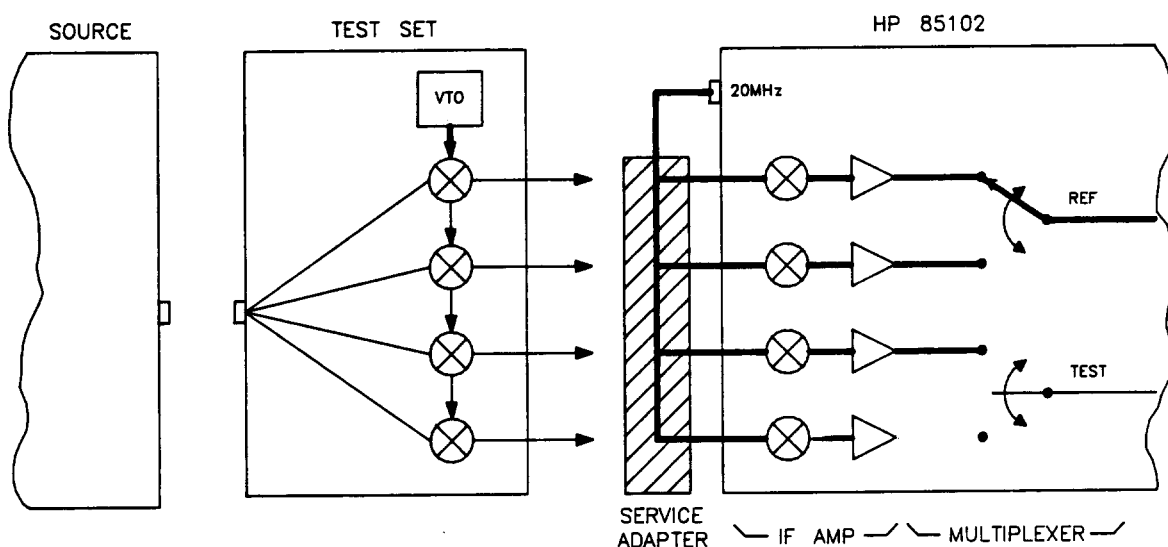 SOURCE
TEST SET
HP 85102
VTO
20MHz
REF
TEST
SERVICE
ADAPTER
IF AMP
MULTIPLEXER